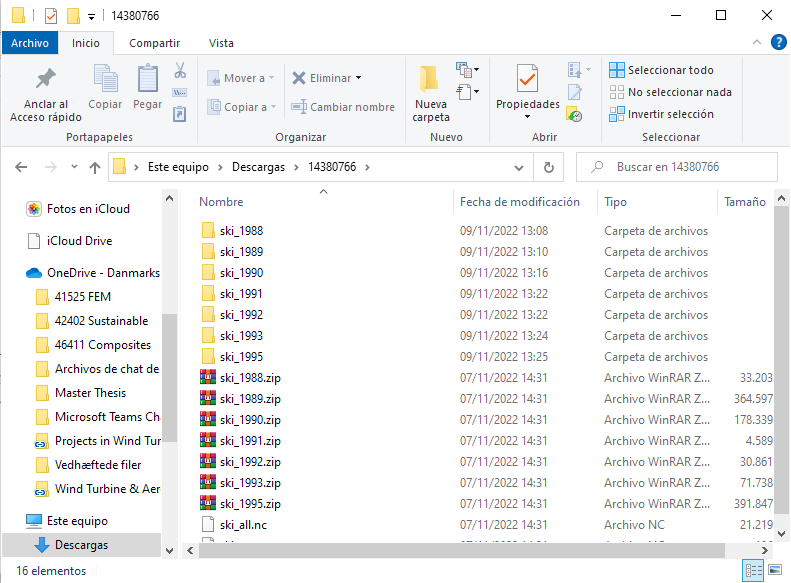 14380766
Archivo Inicio Compartir Vista
Anclar al
Acceso rápido
Copiar
Pegar
Portapapeles
Mover a
Copiar a
Eliminar
Cambiar nombre
Organizar
Nueva
carpeta
Nuevo
Propiedades
Abrir
Seleccionar todo
No seleccionar nada
Invertir selección
Seleccionar
Este equipo > Descargas > 14380766 >
Buscar en 14380766
Fotos en iCloud
iCloud Drive
OneDrive - Danmarks
41525 FEM
42402 Sustainable
46411 Composites
Archivos de chat de
Master Thesis
Microsoft Teams Ch
Projects in Wind Tur
Vedhæftede filer
Wind Turbine & Aer
Este equipo
Descargas
Nombre Fecha de modificación Tipo Tamaño
ski_1988 09/11/2022 13:08 Carpeta de archivos
ski_1989 09/11/2022 13:10 Carpeta de archivos
ski_1990 09/11/2022 13:16 Carpeta de archivos
ski_1991 09/11/2022 13:22 Carpeta de archivos
ski_1992 09/11/2022 13:22 Carpeta de archivos
ski_1993 09/11/2022 13:24 Carpeta de archivos
ski_1995 09/11/2022 13:25 Carpeta de archivos
ski_1988.zip 07/11/2022 14:31 Archivo WinRAR Z... 33.203
ski_1989.zip 07/11/2022 14:31 Archivo WinRAR Z... 364.597
ski_1990.zip 07/11/2022 14:31 Archivo WinRAR Z... 178.339
ski_1991.zip 07/11/2022 14:31 Archivo WinRAR Z... 4.589
ski_1992.zip 07/11/2022 14:31 Archivo WinRAR Z... 30.861
ski_1993.zip 07/11/2022 14:31 Archivo WinRAR Z... 71.738
ski_1995.zip 07/11/2022 14:31 Archivo WinRAR Z... 391.847
ski_all.nc 07/11/2022 14:31 Archivo NC 21.219
16 elementos